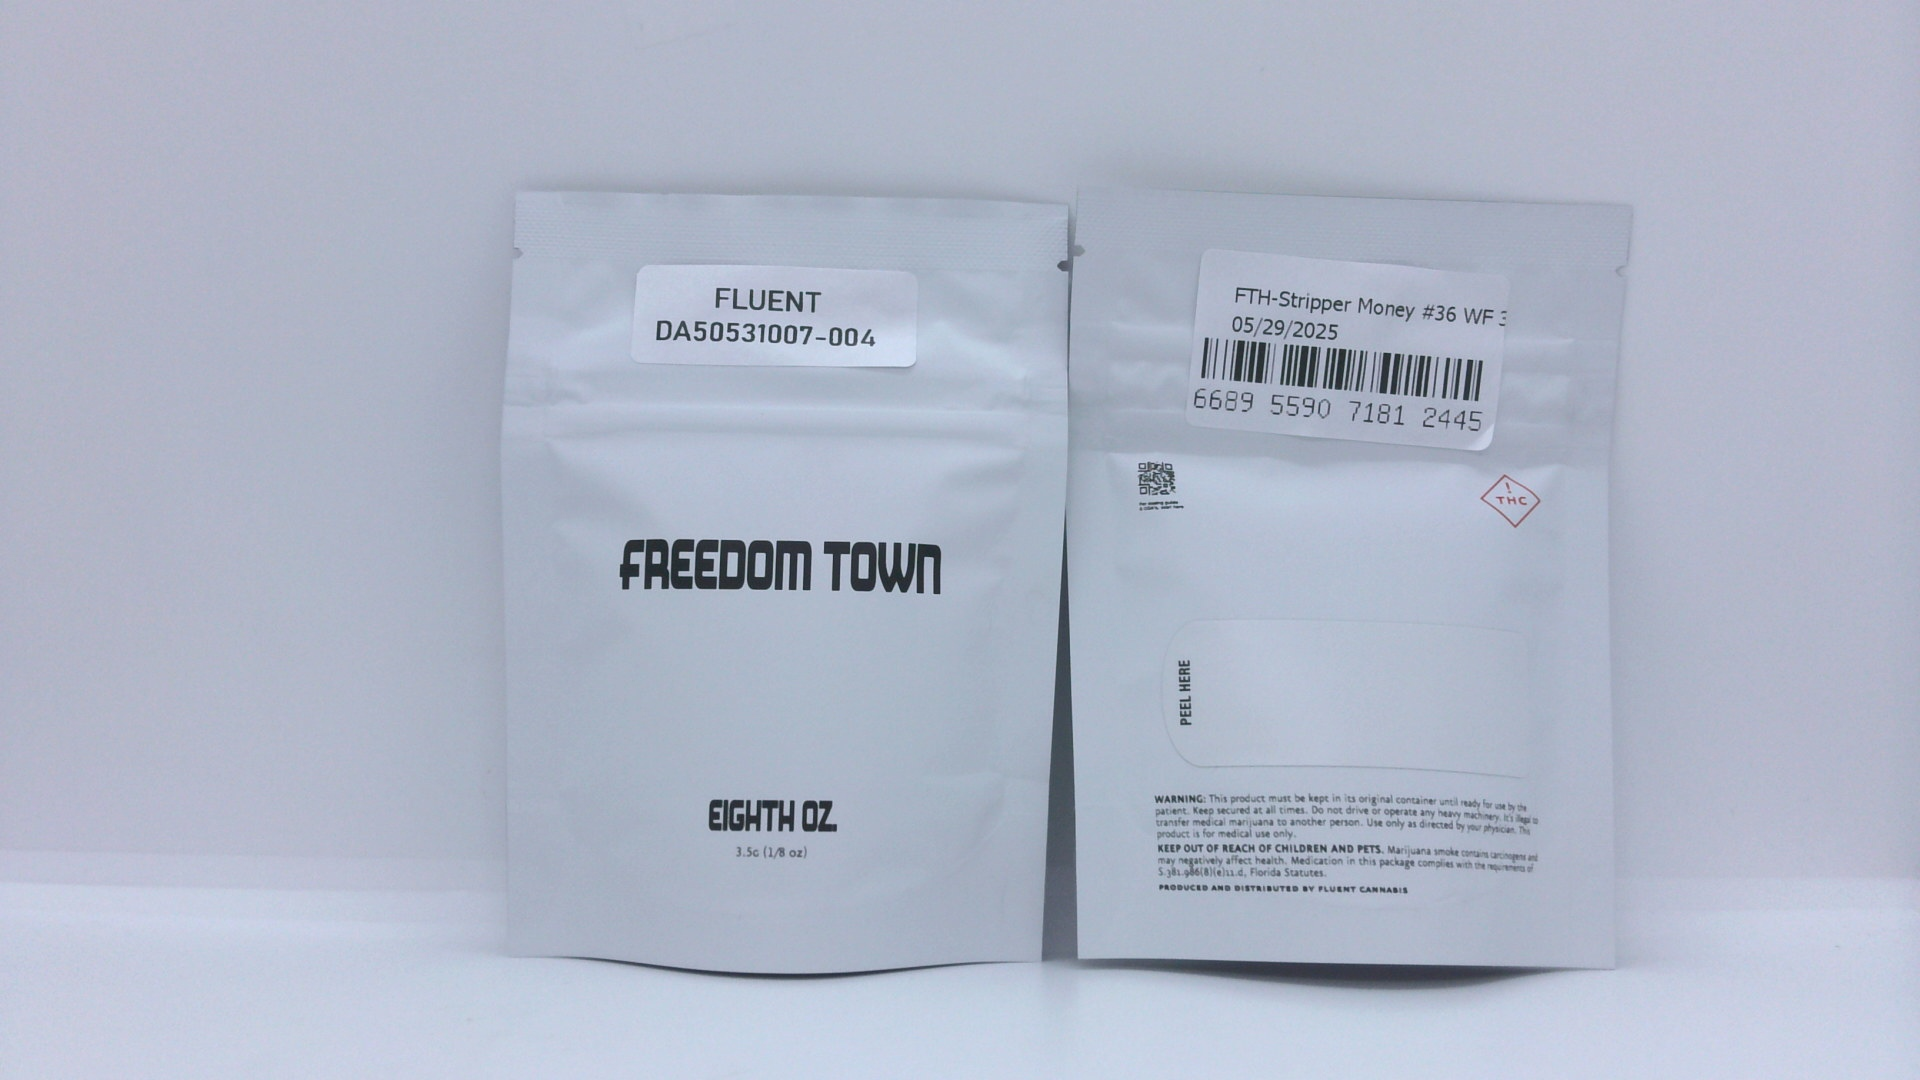 FLUENT
DA50531007-004
FREEDOM TOWN
EIGHTH OZ.
3.5G (1/8 oz)
FTH-Stripper Money #36 WF 3
05/29/2025
6689 5590 7181 2445
!
THC
PEEL HERE
WARNING: This product must be kept in its original container until ready for use by the
patient. Keep secured at all times. Do not drive or operate any heavy machinery. It's illegal to
transfer medical marijuana to another person. Use only as directed by your physician. This
product is for medical use only.
KEEP OUT OF REACH OF CHILDREN AND PETS. Marijuana smoke contains carcinogens and
may negatively affect health. Medication in this package complies with the requirements of
S.381.986(8)(e)11.d, Florida Statutes.
PRODUCED AND DISTRIBUTED BY FLUENT CANNABIS